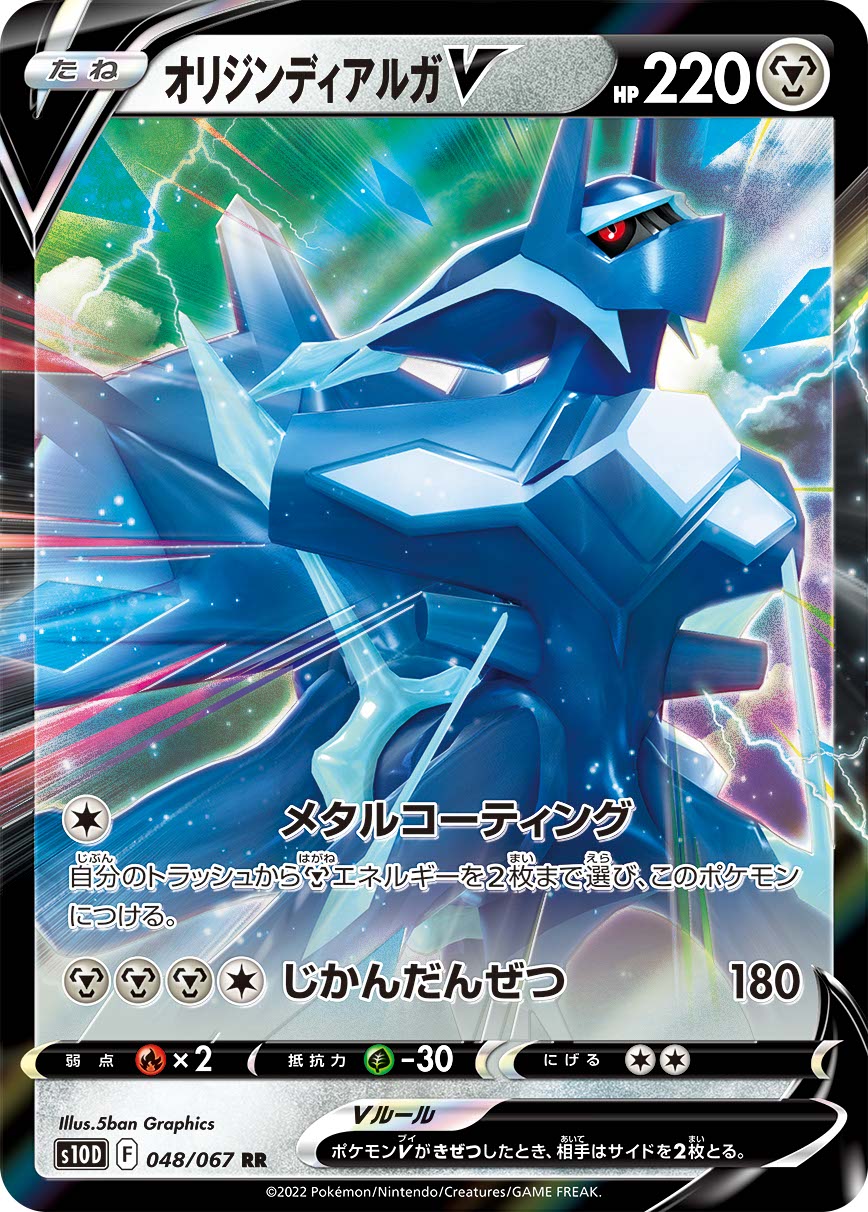 たね オリジンディアルガV HP 220
メタルコーティング
自分のトラッシュからエネルギーを2枚まで選び、このポケモン
につける。
じかんだんぜつ 180
弱点 ×2 抵抗力 -30 にげる
Illus.5ban Graphics
Vルール
s10D F 048/067 RR
ポケモンVがきぜつしたとき、相手はサイドを2枚とる。
©2022 Pokémon/Nintendo/Creatures/GAME FREAK.